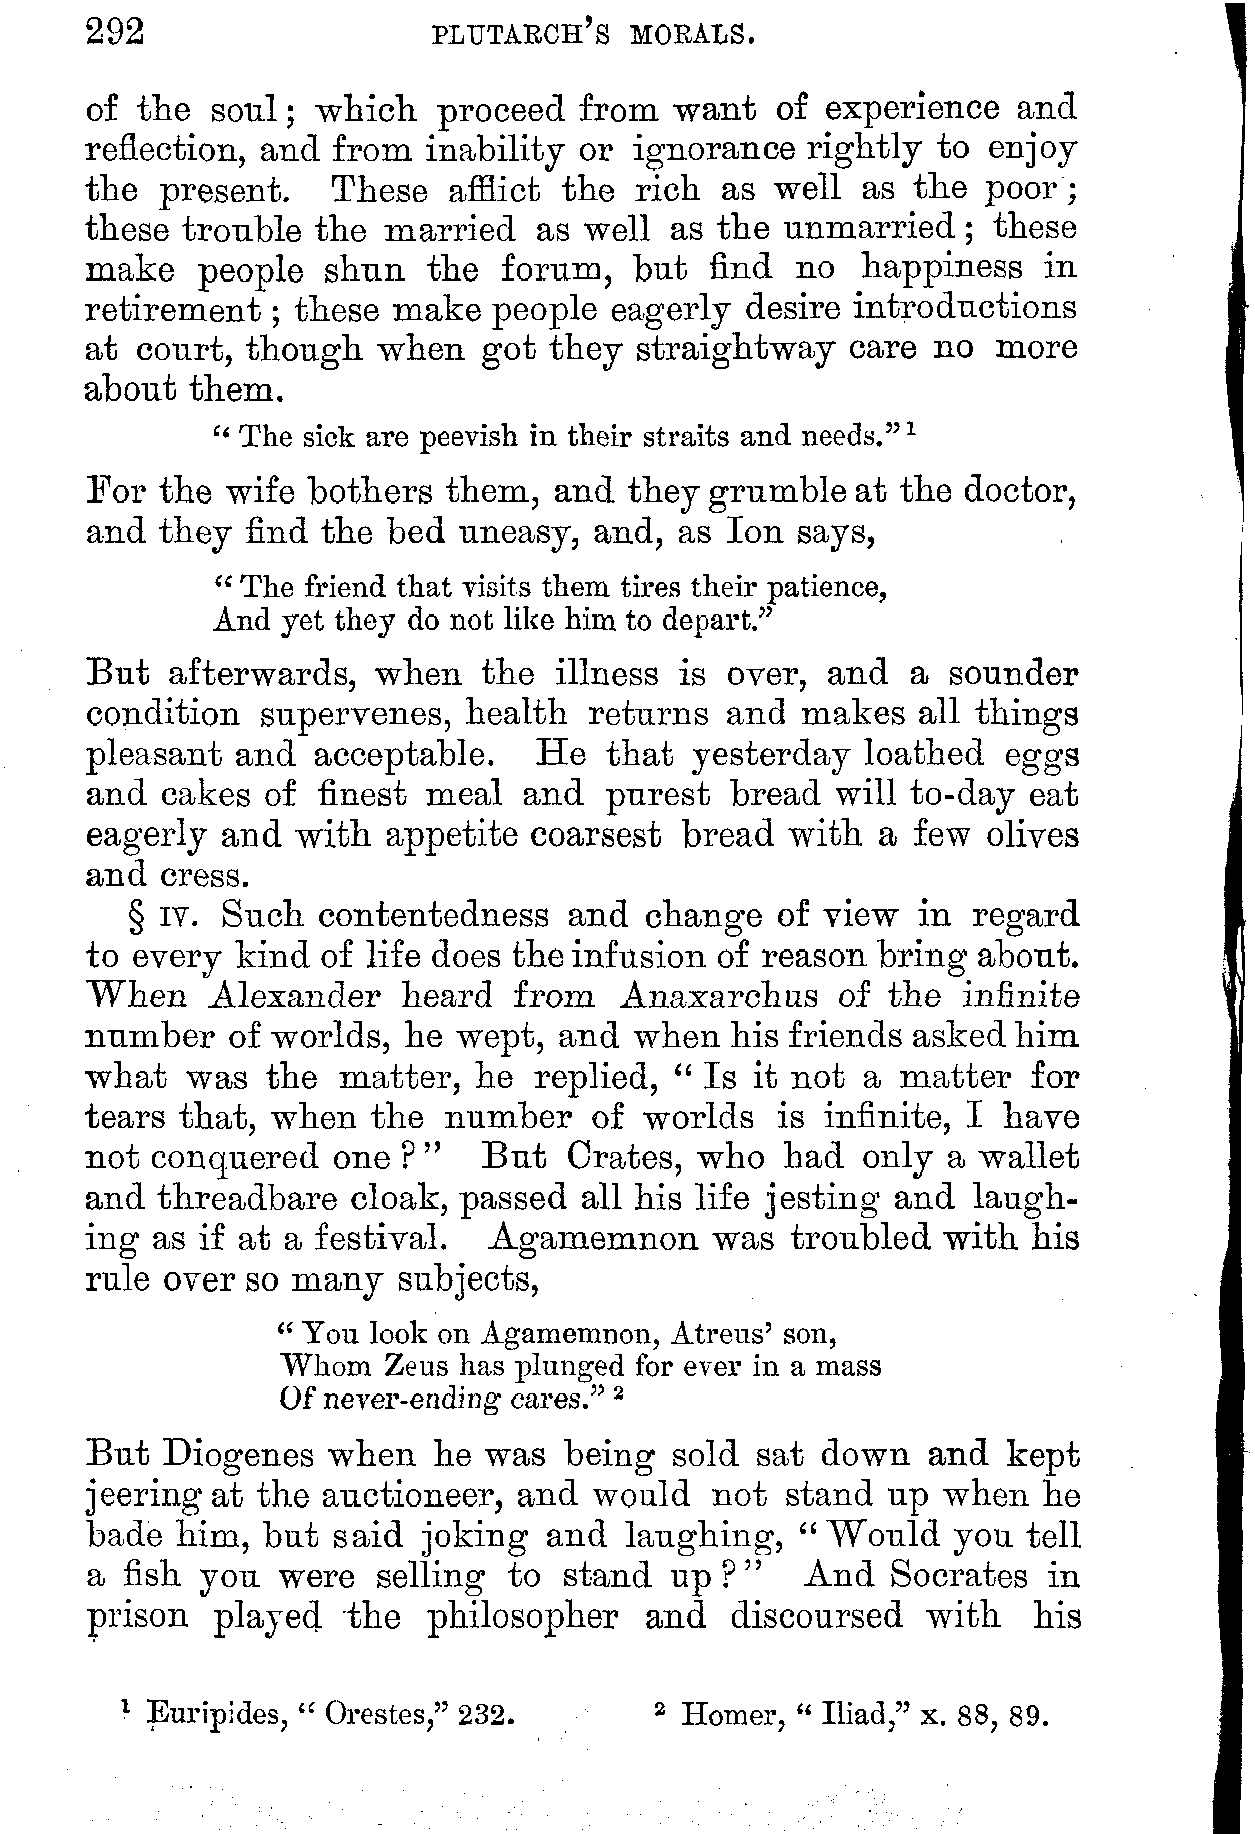 292 PLUTARCH'S MORALS.
of the soul; which proceed from want of experience and
reflection, and from inability or ignorance rightly to enjoy
the present. These afflict the rich as well as the poor;
these trouble the married as well as the unmarried; these
make people shun the forum, but find no happiness in
retirement; these make people eagerly desire introductions
at court, though when got they straightway care no more
about them.
“The sick are peevish in their straits and needs.”¹
For the wife bothers them, and they grumble at the doctor,
and they find the bed uneasy, and, as Ion says,
“The friend that visits them tires their patience,
And yet they do not like him to depart.”
But afterwards, when the illness is over, and a sounder
condition supervenes, health returns and makes all things
pleasant and acceptable. He that yesterday loathed eggs
and cakes of finest meal and purest bread will to-day eat
eagerly and with appetite coarsest bread with a few olives
and cress.
§ IV. Such contentedness and change of view in regard
to every kind of life does the infusion of reason bring about.
When Alexander heard from Anaxarchus of the infinite
number of worlds, he wept, and when his friends asked him
what was the matter, he replied, “Is it not a matter for
tears that, when the number of worlds is infinite, I have
not conquered one?” But Crates, who had only a wallet
and threadbare cloak, passed all his life jesting and laugh-
ing as if at a festival. Agamemnon was troubled with his
rule over so many subjects,
“You look on Agamemnon, Atreus’ son,
Whom Zeus has plunged for ever in a mass
Of never-ending cares.”²
But Diogenes when he was being sold sat down and kept
jeering at the auctioneer, and would not stand up when he
bade him, but said joking and laughing, “Would you tell
a fish you were selling to stand up?” And Socrates in
prison played the philosopher and discoursed with his
¹ Euripides, “Orestes,” 232. ² Homer, “Iliad,” x. 88, 89.